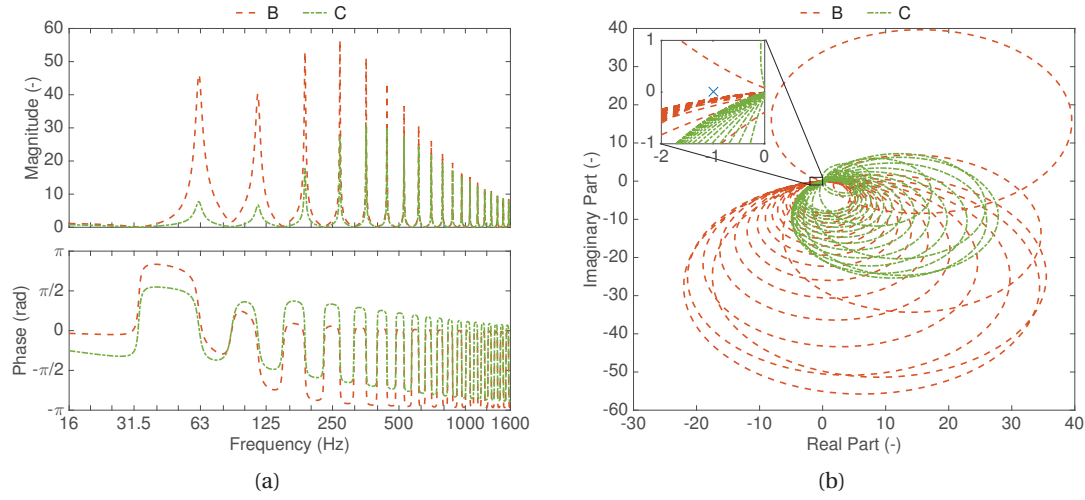 B C
60
50
40
30
20
10
0
Magnitude (-)
π
π/2
0
-π/2
-π
Phase (rad)
16 31.5 63 125 250 500 1000 1600
Frequency (Hz)
(a)
B C
40
30
20
10
0
-10
-20
-30
-40
-50
-60
Imaginary Part (-)
1
0
-1
-2 -1 0
-30 -20 -10 0 10 20 30 40
Real Part (-)
(b)